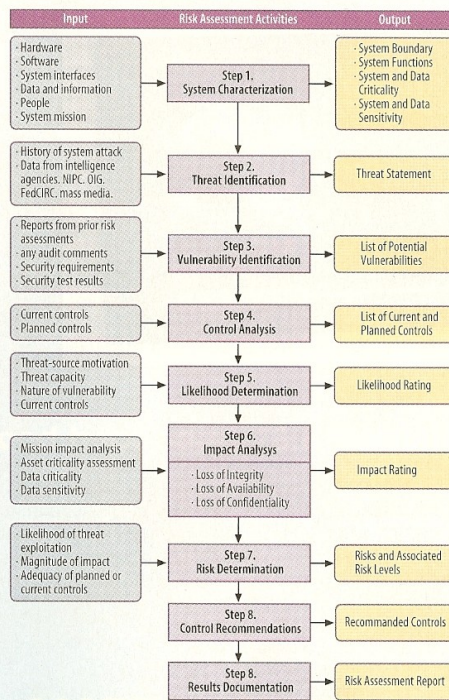 Input
Risk Assessment Activities
Output
· Hardware
· Software
· System interfaces
· Data and information
· People
· System mission
Step 1.
System Characterization
· System Boundary
· System Functions
· System and Data
Criticality
· System and Data
Sensitivity
· History of system attack
· Data from intelligence
agencies. NIPC. OIG.
FedCIRC. mass media.
Step 2.
Threat Identification
Threat Statement
· Reports from prior risk
assessments
· any audit comments
· Security requirements
· Security test results
Step 3.
Vulnerability Identification
List of Potential
Vulnerabilities
· Current controls
· Planned controls
Step 4.
Control Analysis
List of Current and
Planned Controls
· Threat-source motivation
· Threat capacity
· Nature of vulnerability
· Current controls
Step 5.
Likelihood Determination
Likelihood Rating
· Mission impact analysis
· Asset criticality assessment
· Data criticality
· Data sensitivity
Step 6.
Impact Analysys
· Loss of Integrity
· Loss of Availability
· Loss of Confidentiality
Impact Rating
· Likelihood of threat
exploitation
· Magnitude of impact
· Adequacy of planned or
current controls
Step 7.
Risk Determination
Risks and Associated
Risk Levels
Step 8.
Control Recommendations
Recommanded Controls
Step 8.
Results Documentation
Risk Assessment Report